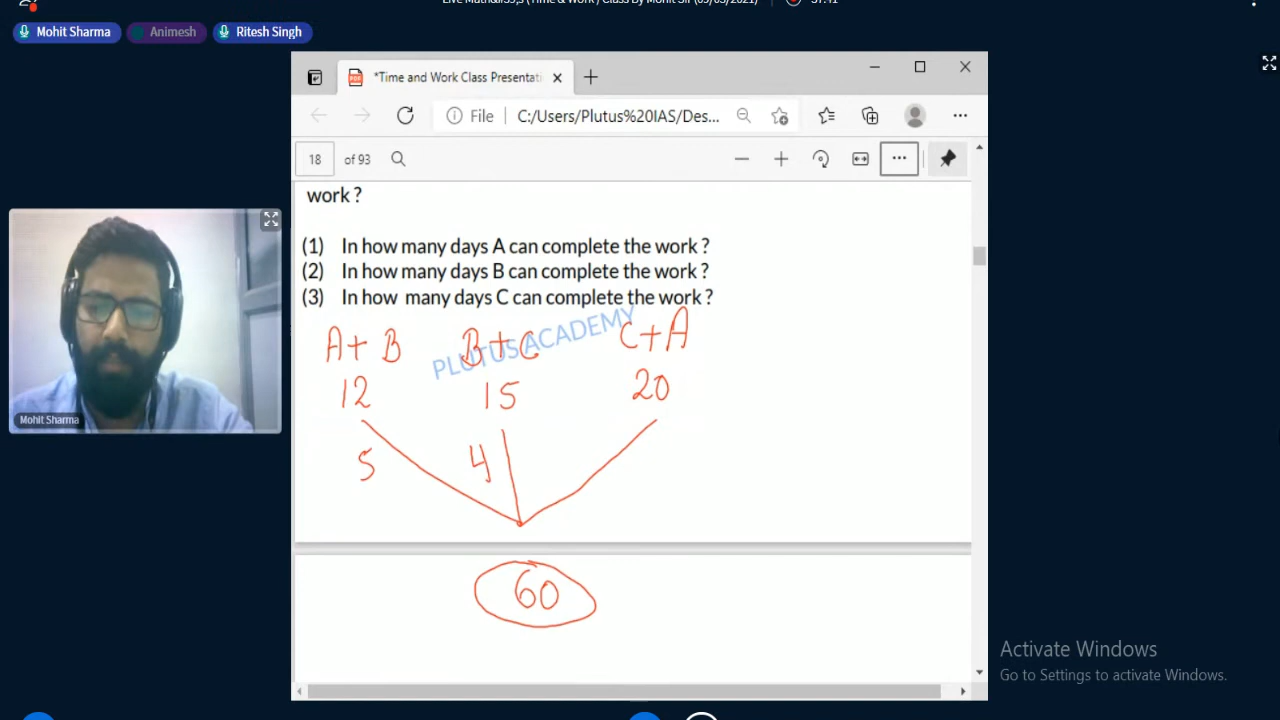 Mohit Sharma Animesh Ritesh Singh
*Time and Work Class Presentati
File C:/Users/Plutus%20IAS/Des...
18 of 93
work ?
(1) In how many days A can complete the work ?
(2) In how many days B can complete the work ?
(3) In how many days C can complete the work ?
PLUTUS ACADEMY
A+ B B+C C+A
12 15 20
5 4
60
Mohit Sharma
Activate Windows
Go to Settings to activate Windows.